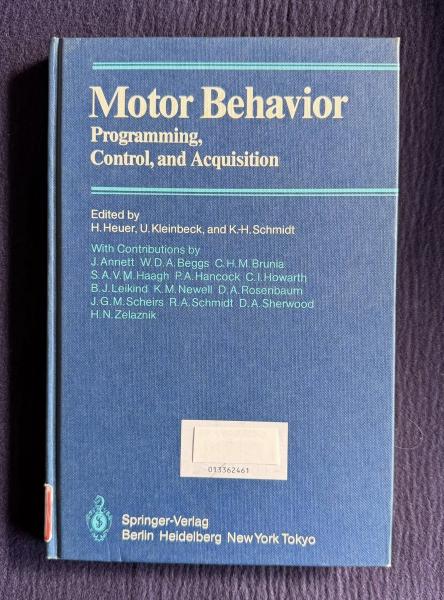 Motor Behavior
Programming,
Control, and Acquisition
Edited by
H. Heuer, U. Kleinbeck, and K.-H. Schmidt
With Contributions by
J. Annett W. D. A. Beggs C. H. M. Brunia
S. A. V. M. Haagh P. A. Hancock C. I. Howarth
B. J. Leikind K. M. Newell D. A. Rosenbaum
J. G. M. Scheirs R. A. Schmidt D. A. Sherwood
H. N. Zelaznik
013362461
Springer-Verlag
Berlin Heidelberg New York Tokyo